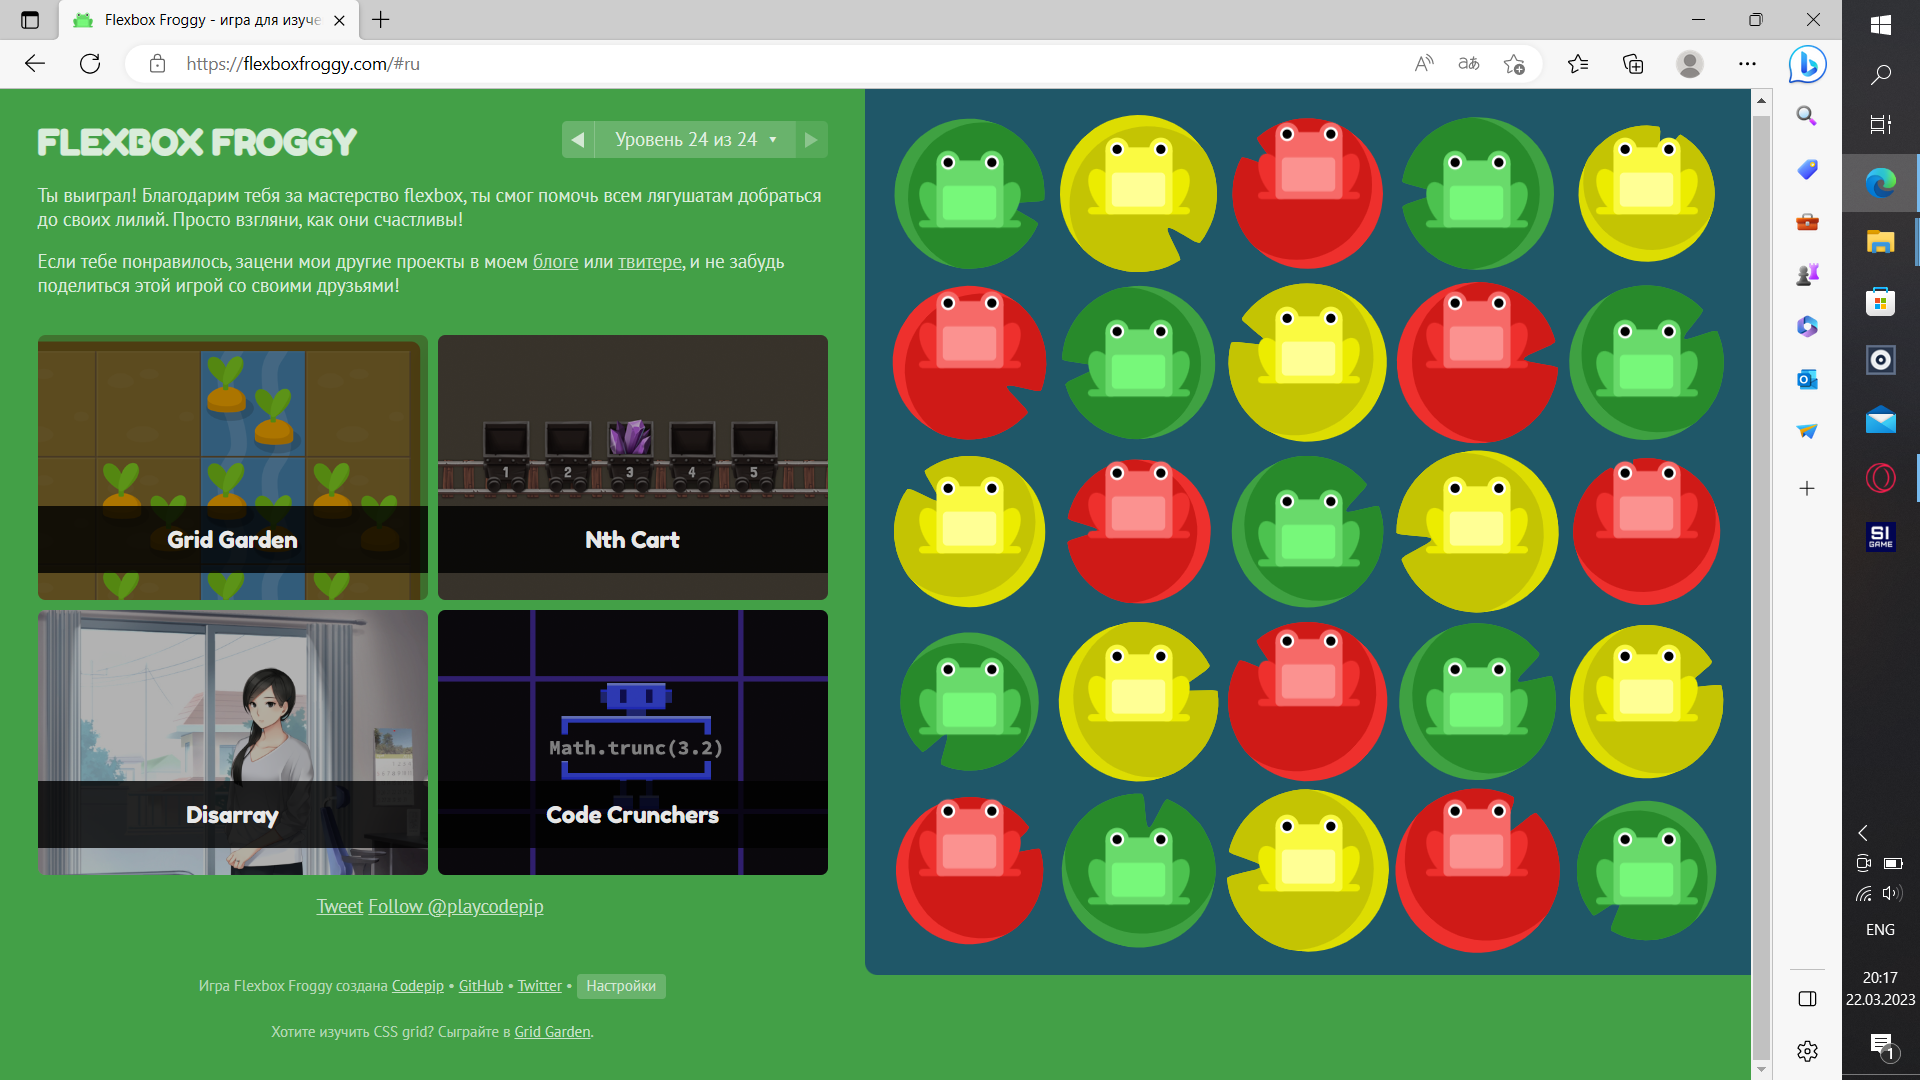 Flexbox Froggy - игра для изуче
https://flexboxfroggy.com/#ru
FLEXBOX FROGGY
Уровень 24 из 24
Ты выиграл! Благодарим тебя за мастерство flexbox, ты смог помочь всем лягушатам добраться
до своих лилий. Просто взгляни, как они счастливы!
Если тебе понравилось, зацени мои другие проекты в моем блоге или твитере, и не забудь
поделиться этой игрой со своими друзьями!
1 2 3 4 5
Grid Garden
Nth Cart
Math.trunc(3.2)
Disarray
Code Crunchers
Tweet Follow @playcodepip
Игра Flexbox Froggy создана Codepip • GitHub • Twitter • Настройки
Хотите изучить CSS grid? Сыграйте в Grid Garden.
SI
GAME
ENG
20:17
22.03.2023
1